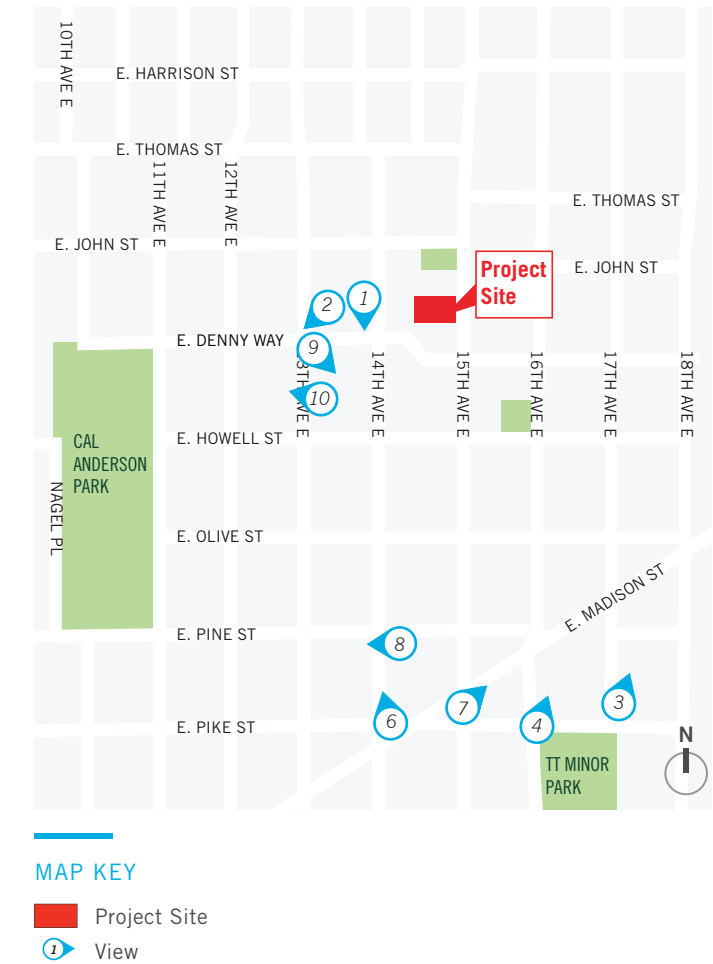 10TH AVE E
E. HARRISON ST
E. THOMAS ST
11TH AVE E
12TH AVE E
E. THOMAS ST
E. JOHN ST
Project
Site
E. JOHN ST
2
1
E. DENNY WAY
9
13TH AVE E
14TH AVE E
15TH AVE E
16TH AVE E
17TH AVE E
18TH AVE E
10
E. HOWELL ST
CAL
ANDERSON
PARK
NAGEL PL
E. OLIVE ST
E. MADISON ST
E. PINE ST
8
3
7
6
4
E. PIKE ST
N
TT MINOR
PARK
MAP KEY
Project Site
1
View